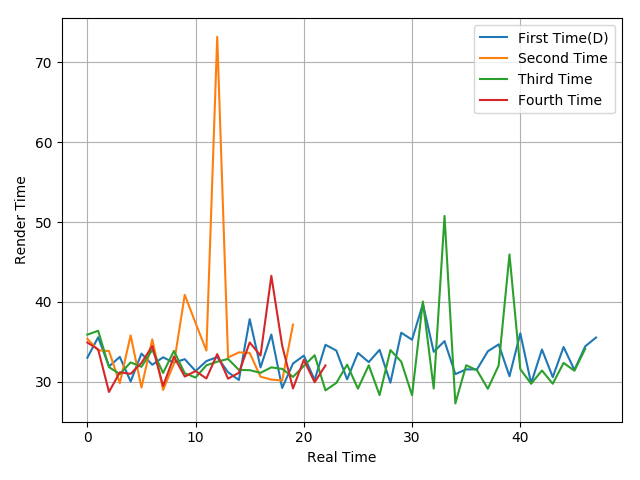 First Time(D)
Second Time
Third Time
Fourth Time
70
60
50
40
30
Render Time
0 10 20 30 40
Real Time